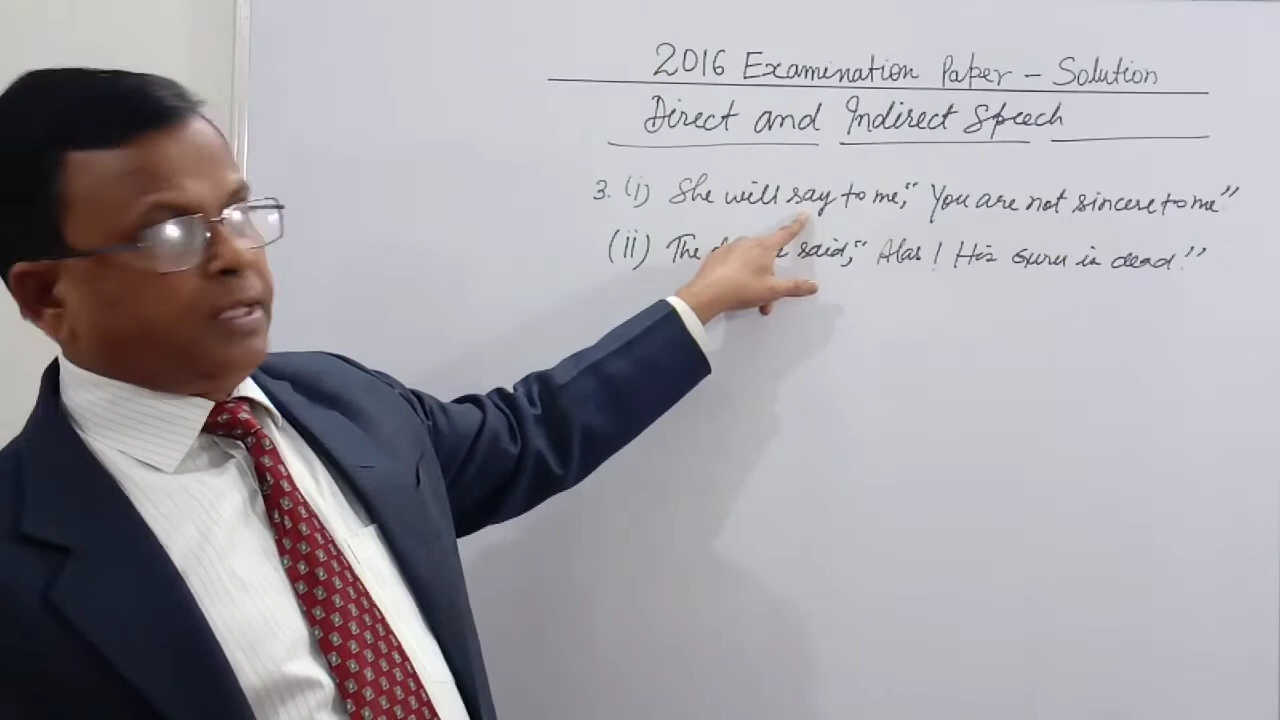 2016 Examination Paper - Solution
Direct and Indirect Speech
3. (i) She will say to me, "You are not sincere to me"
(ii) The said, "Alas! His Guru is dead."